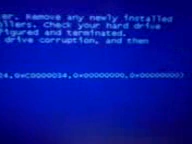 er. Remove any newly installed
ollers. Check your hard drive
figured and terminated.
drive corruption, and then
24,0xC0000034,0x00000000,0x00000000)